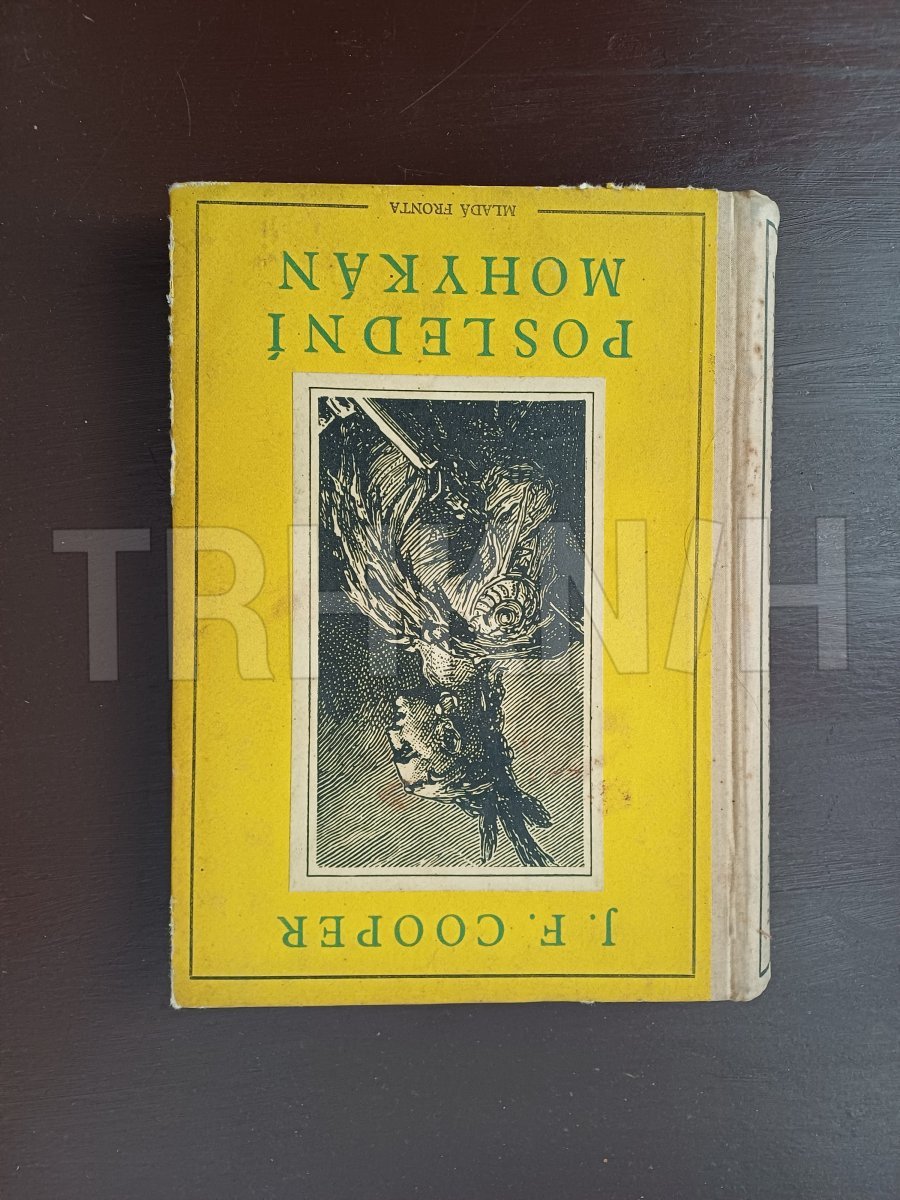 J. F. COOPER
POSLEDNÍ
MOHYKÁN
MLADÁ FRONTA